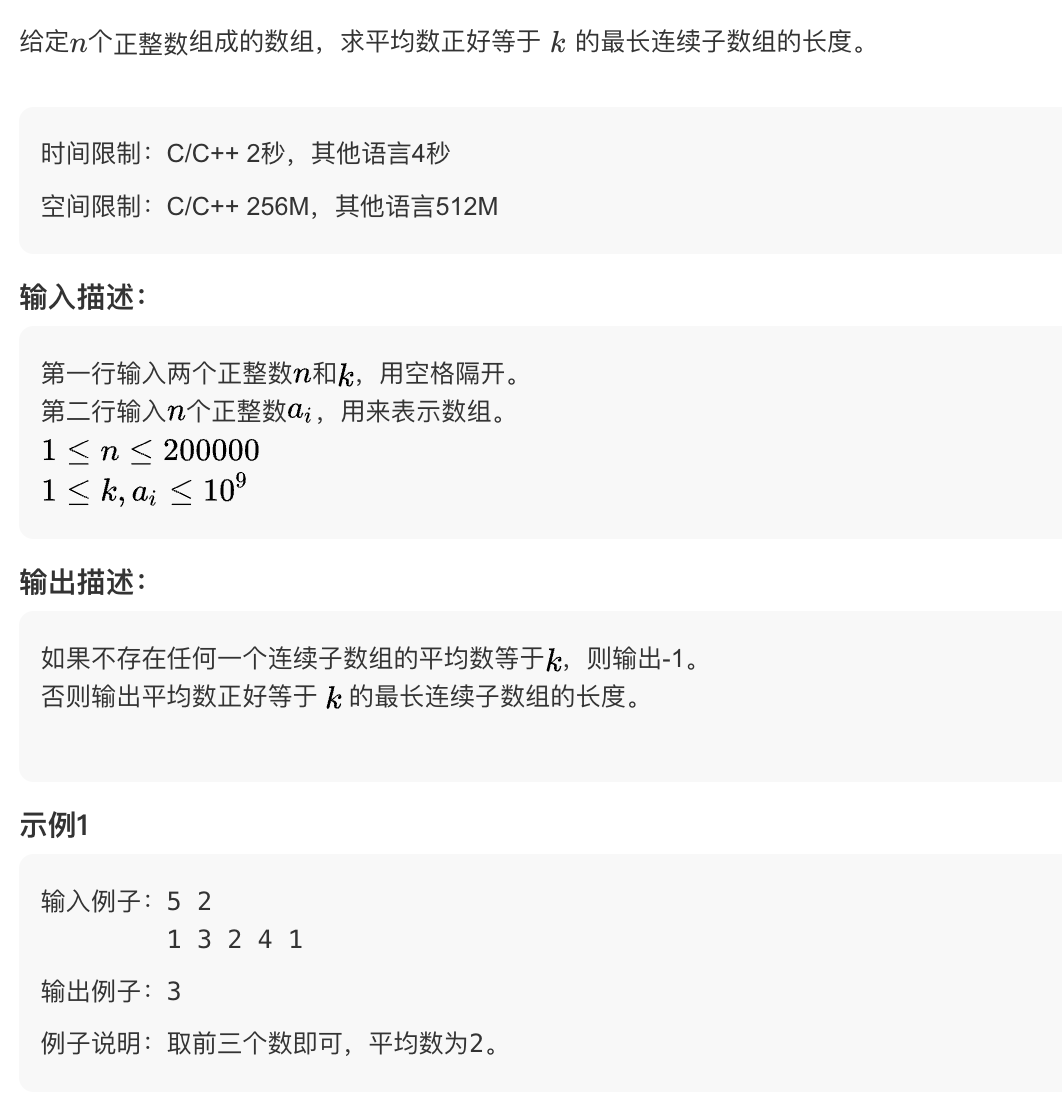 给定n个正整数组成的数组，求平均数正好等于 k 的最长连续子数组的长度。
时间限制：C/C++ 2秒，其他语言4秒
空间限制：C/C++ 256M，其他语言512M
输入描述：
第一行输入两个正整数n和k，用空格隔开。
第二行输入n个正整数aᵢ，用来表示数组。
1 ≤ n ≤ 200000
1 ≤ k, aᵢ ≤ 10⁹
输出描述：
如果不存在任何一个连续子数组的平均数等于k，则输出-1。
否则输出平均数正好等于 k 的最长连续子数组的长度。
示例1
输入例子：5 2
1 3 2 4 1
输出例子：3
例子说明：取前三个数即可，平均数为2。